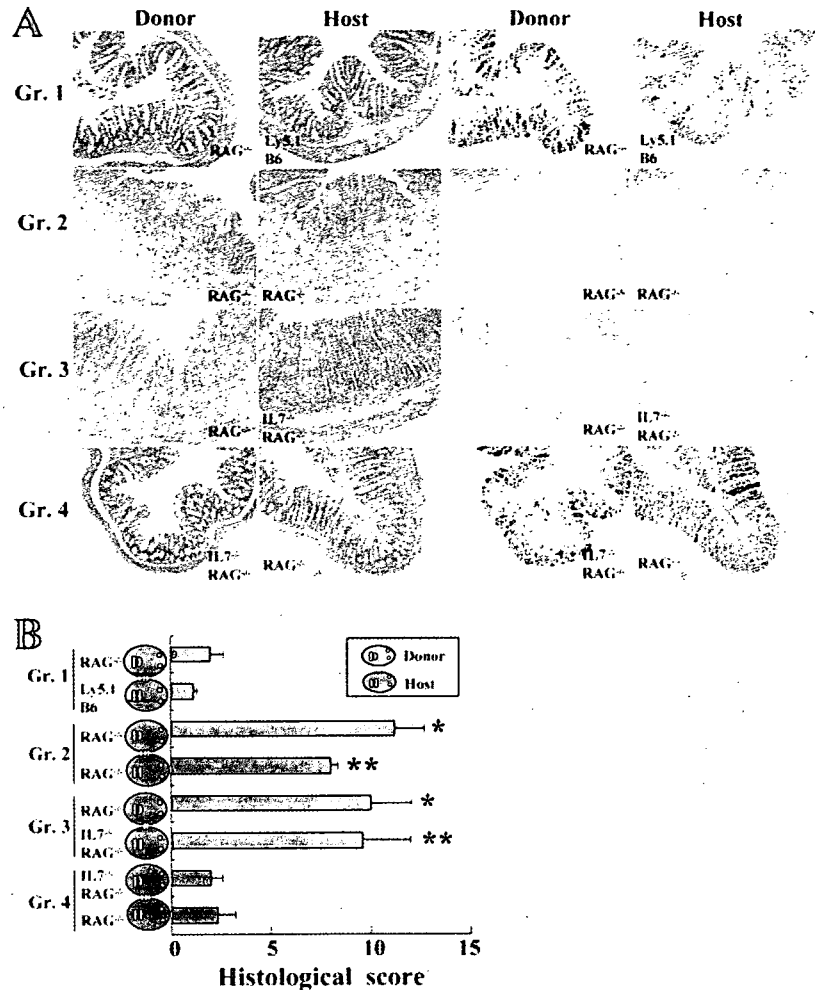 A
Donor Host Donor Host
Gr. 1
RAG-/-
Ly5.1
B6
RAG-/-
Ly5.1
B6
Gr. 2
RAG-/-
RAG-/-
RAG-/-
RAG-/-
Gr. 3
RAG-/-
IL7-/-
RAG-/-
RAG-/-
IL7-/-
RAG-/-
Gr. 4
IL7-/-
RAG-/-
RAG-/-
IL7-/-
RAG-/-
RAG-/-
B
Gr. 1
RAG-/-
Ly5.1
B6
Donor
Host
Gr. 2
RAG-/-
*
RAG-/-
**
Gr. 3
RAG-/-
*
IL7-/-
RAG-/-
**
Gr. 4
IL7-/-
RAG-/-
RAG-/-
0 5 10 15
Histological score